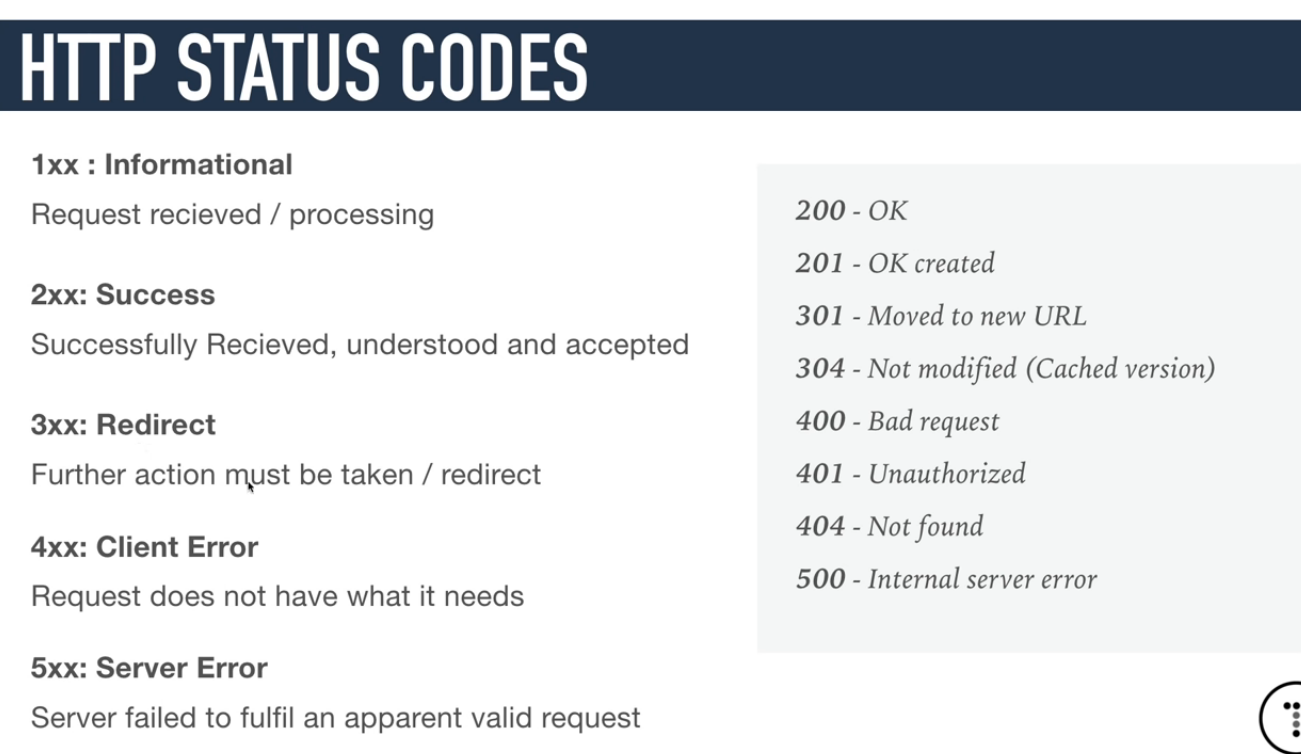 HTTP STATUS CODES
1xx : Informational
Request recieved / processing
2xx: Success
Successfully Recieved, understood and accepted
3xx: Redirect
Further action must be taken / redirect
4xx: Client Error
Request does not have what it needs
5xx: Server Error
Server failed to fulfil an apparent valid request
200 - OK
201 - OK created
301 - Moved to new URL
304 - Not modified (Cached version)
400 - Bad request
401 - Unauthorized
404 - Not found
500 - Internal server error